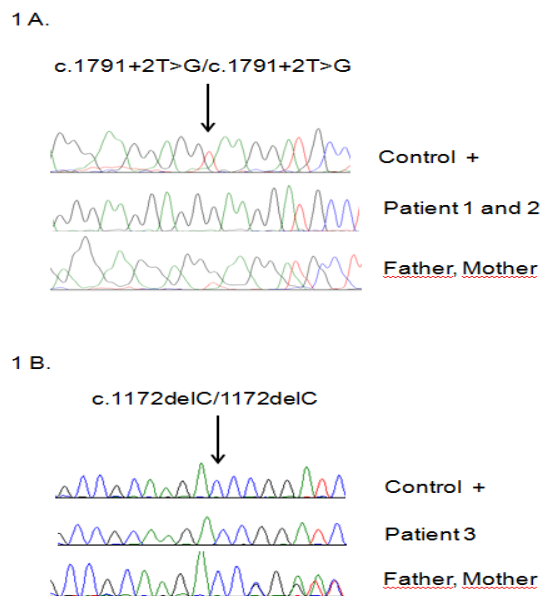 1 A.
c.1791+2T>G/c.1791+2T>G
Control +
Patient 1 and 2
Father, Mother
1 B.
c.1172delC/1172delC
Control +
Patient 3
Father, Mother